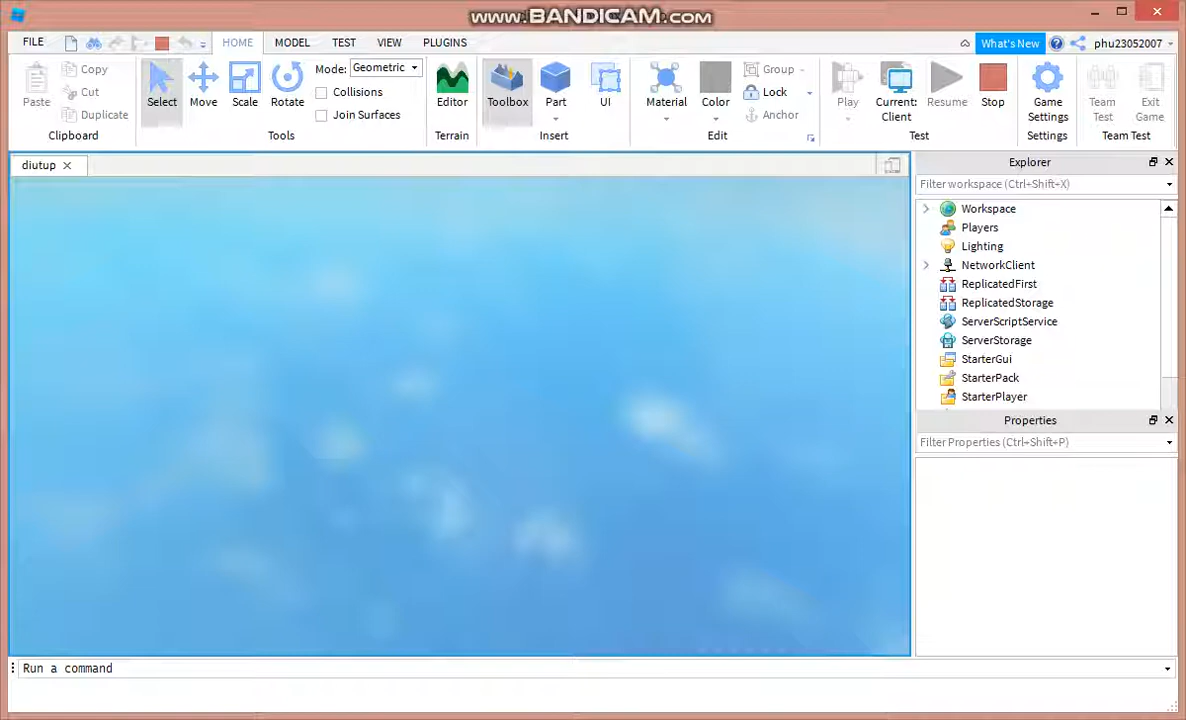 www.BANDICAM.com
FILE
HOME
MODEL
TEST
VIEW
PLUGINS
What's New
phu23052007
Paste
Copy
Cut
Duplicate
Clipboard
Select
Move
Scale
Rotate
Mode: Geometric
Collisions
Join Surfaces
Tools
Editor
Terrain
Toolbox
Part
UI
Insert
Material
Color
Group
Lock
Anchor
Edit
Play
Current:
Client
Resume
Stop
Test
Game
Settings
Settings
Team
Test
Exit
Game
Team Test
diutup
Explorer
Filter workspace (Ctrl+Shift+X)
Workspace
Players
Lighting
NetworkClient
ReplicatedFirst
ReplicatedStorage
ServerScriptService
ServerStorage
StarterGui
StarterPack
StarterPlayer
Properties
Filter Properties (Ctrl+Shift+P)
Run a command